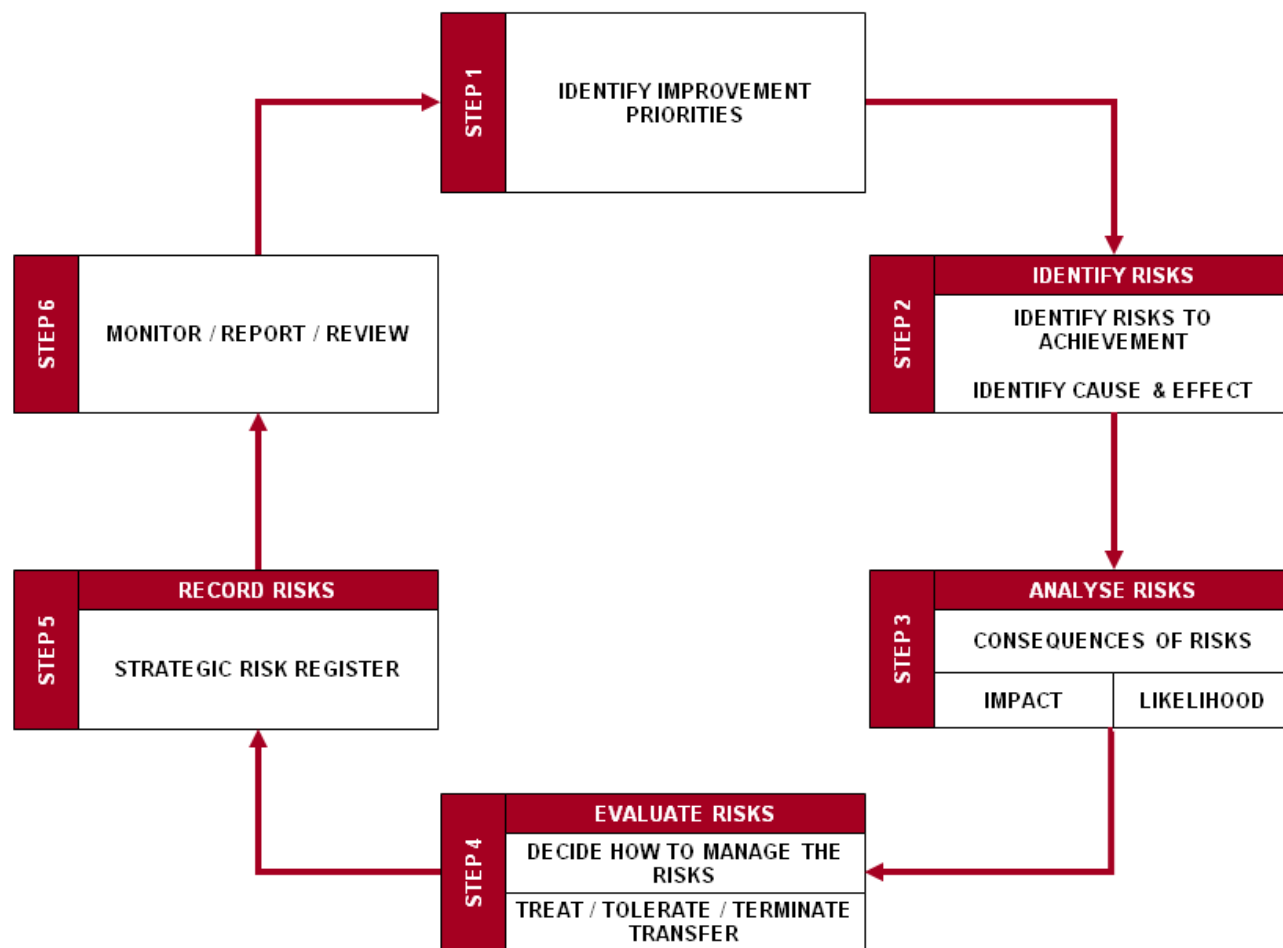 STEP 1
IDENTIFY IMPROVEMENT
PRIORITIES
STEP 2
IDENTIFY RISKS
IDENTIFY RISKS TO
ACHIEVEMENT
IDENTIFY CAUSE & EFFECT
STEP 3
ANALYSE RISKS
CONSEQUENCES OF RISKS
IMPACT
LIKELIHOOD
STEP 4
EVALUATE RISKS
DECIDE HOW TO MANAGE THE
RISKS
TREAT / TOLERATE / TERMINATE
TRANSFER
STEP 5
RECORD RISKS
STRATEGIC RISK REGISTER
STEP 6
MONITOR / REPORT / REVIEW